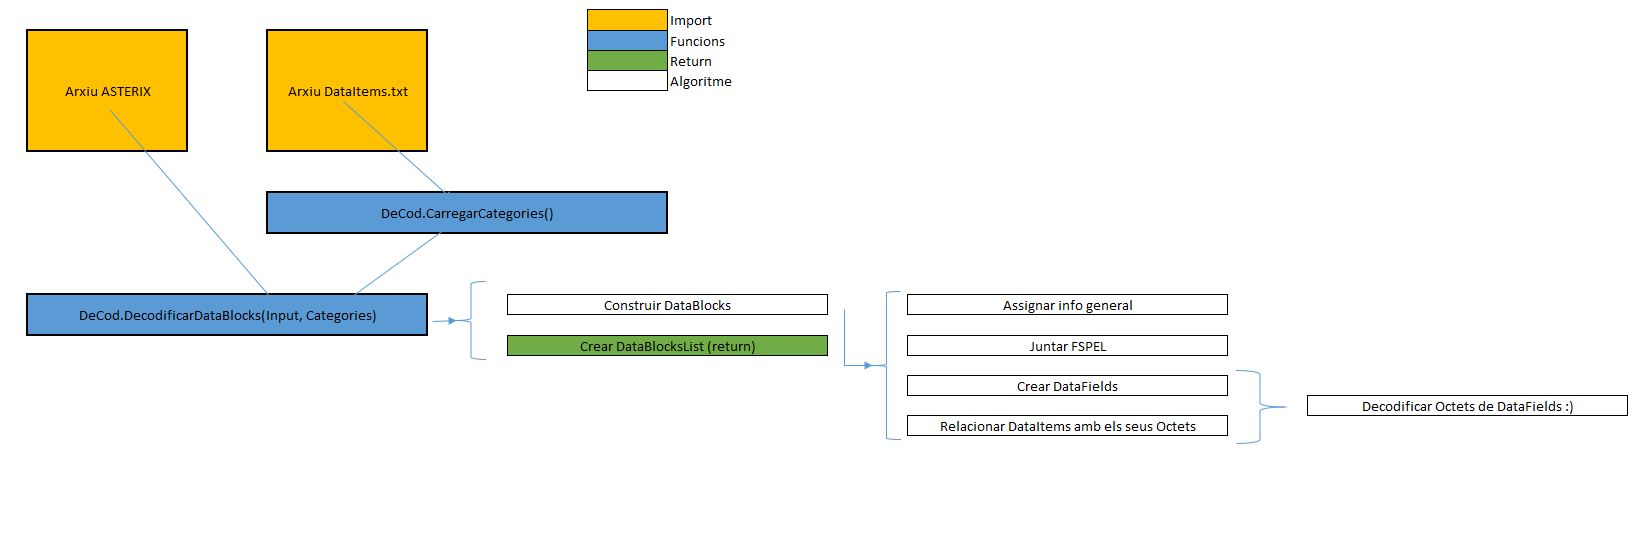 Import
Funcions
Return
Algoritme
Arxiu ASTERIX
Arxiu DataItems.txt
DeCod.CarregarCategories()
DeCod.DecodificarDataBlocks(Input, Categories)
Construir DataBlocks
Crear DataBlocksList (return)
Assignar info general
Juntar FSPEL
Crear DataFields
Relacionar DataItems amb els seus Octets
Decodificar Octets de DataFields :)